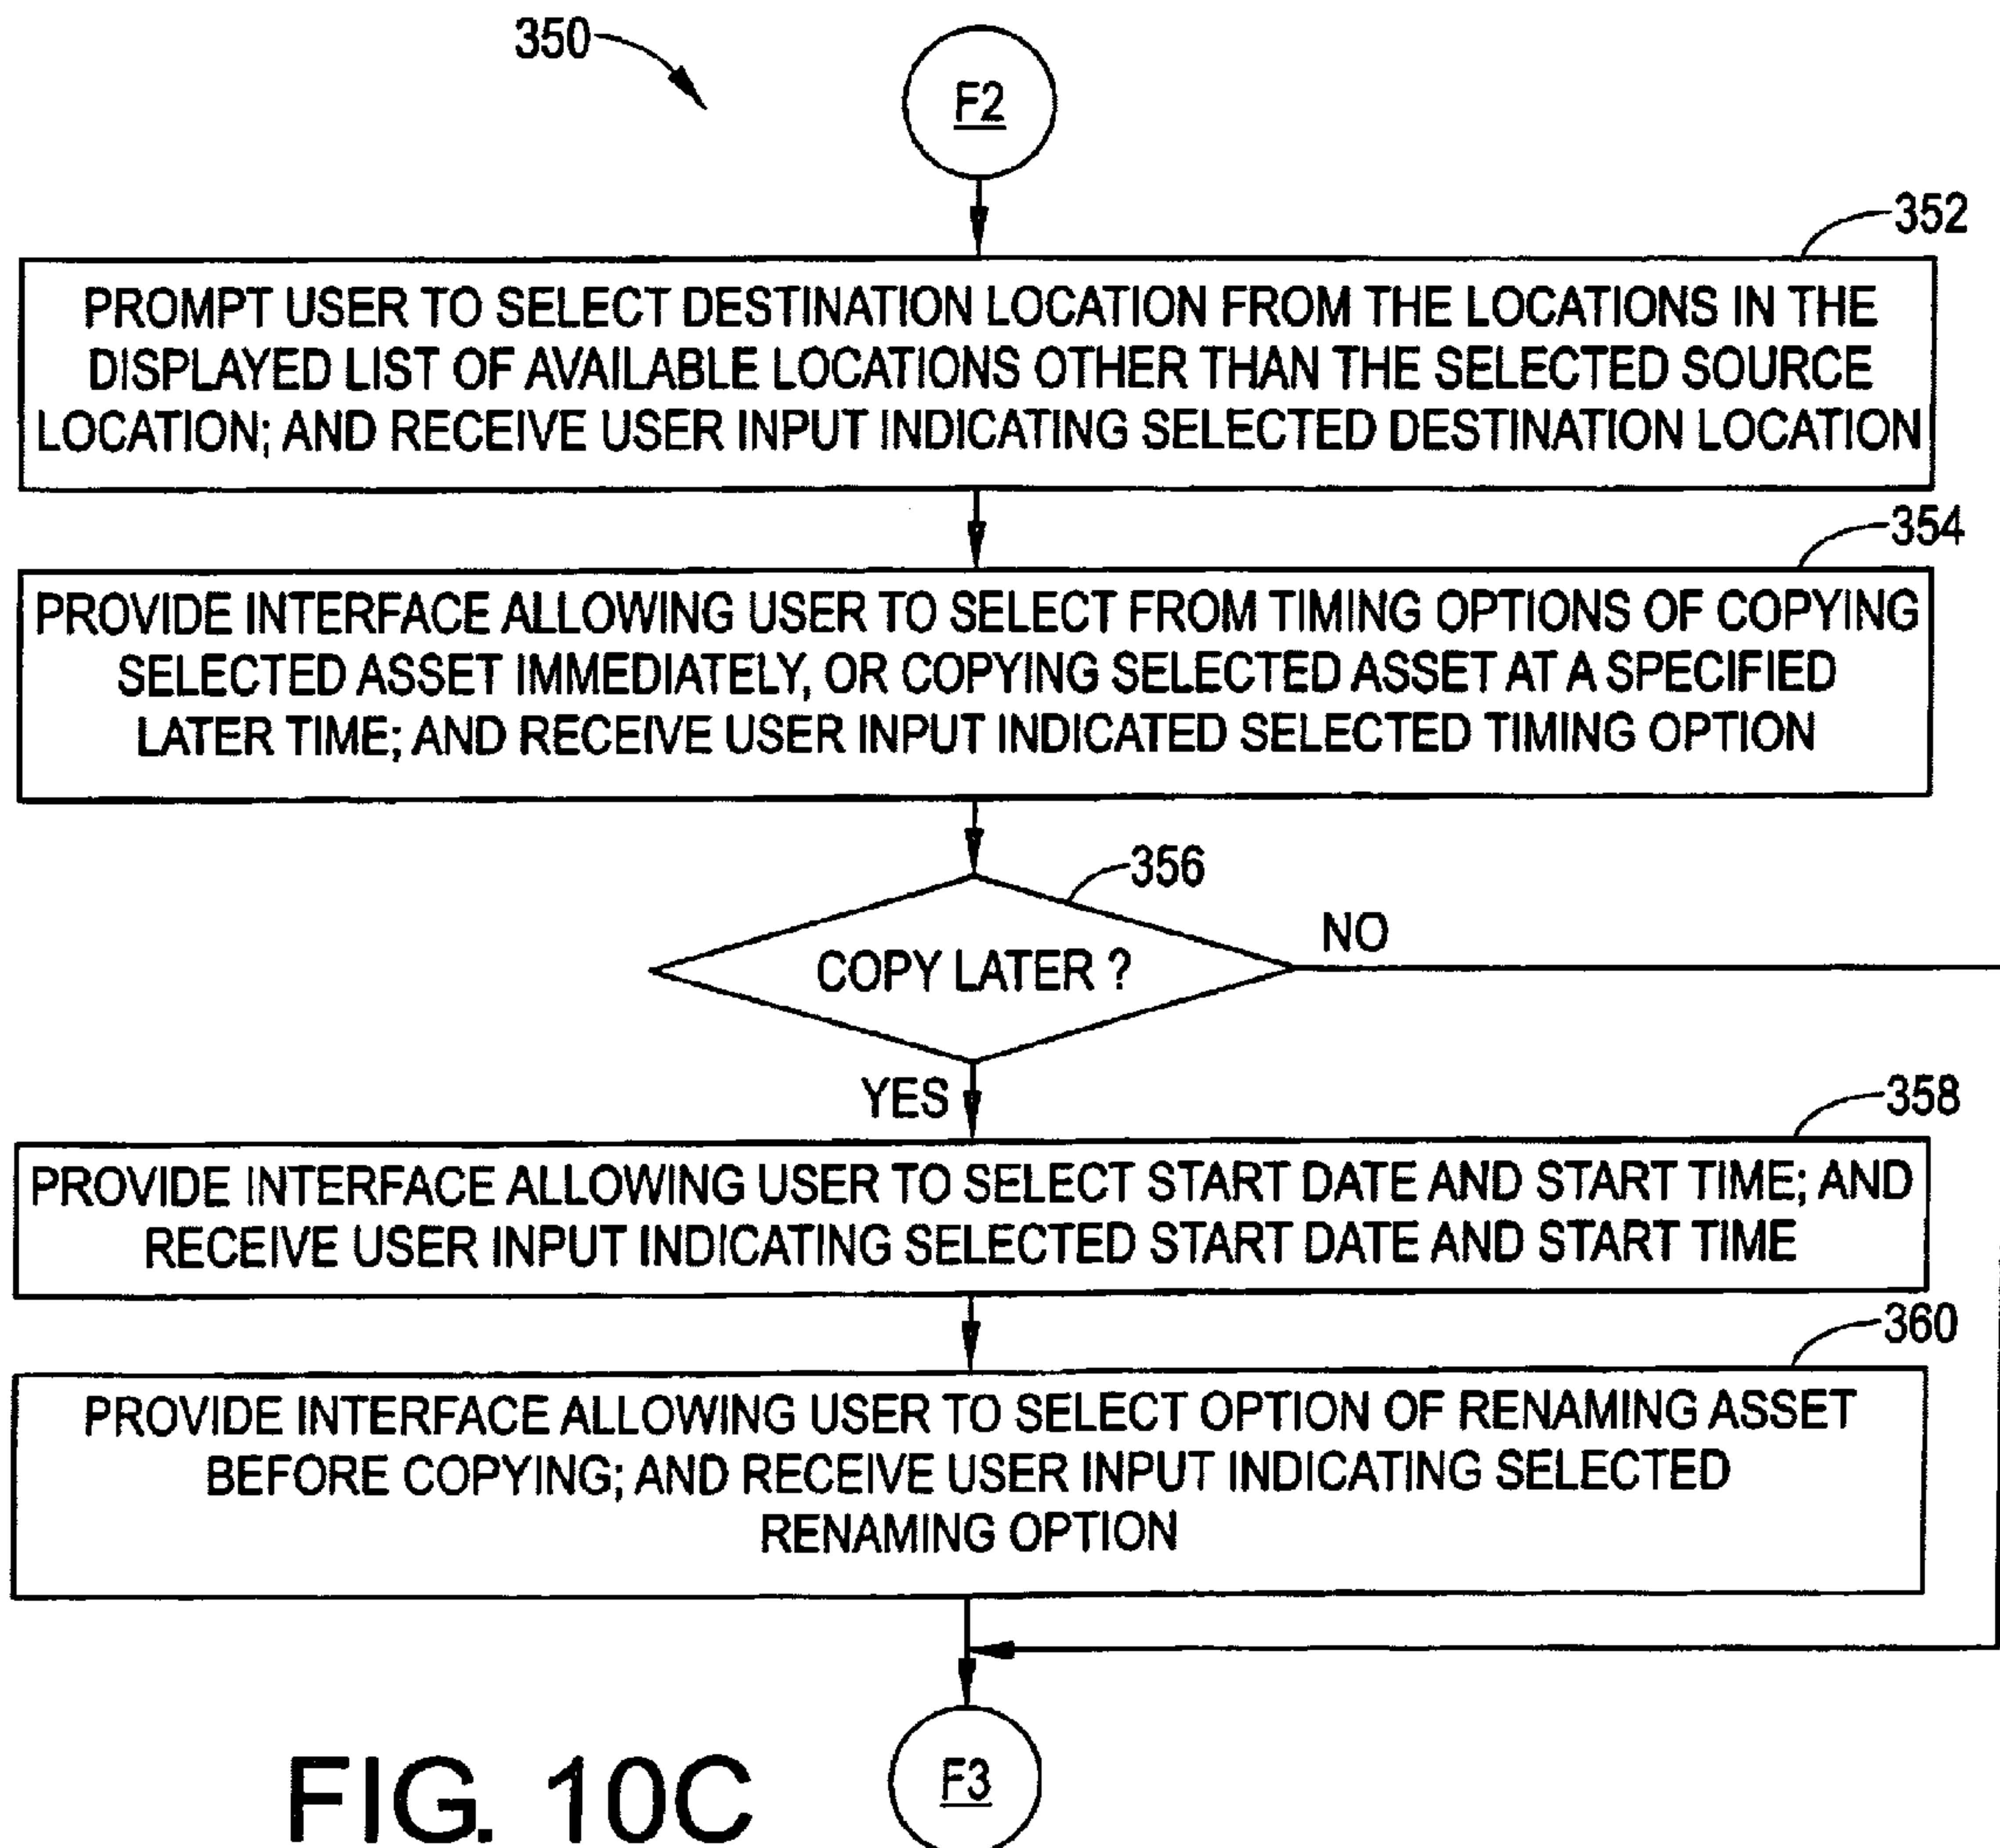 350
F2
352
PROMPT USER TO SELECT DESTINATION LOCATION FROM THE LOCATIONS IN THE
DISPLAYED LIST OF AVAILABLE LOCATIONS OTHER THAN THE SELECTED SOURCE
LOCATION; AND RECEIVE USER INPUT INDICATING SELECTED DESTINATION LOCATION
354
PROVIDE INTERFACE ALLOWING USER TO SELECT FROM TIMING OPTIONS OF COPYING
SELECTED ASSET IMMEDIATELY, OR COPYING SELECTED ASSET AT A SPECIFIED
LATER TIME; AND RECEIVE USER INPUT INDICATED SELECTED TIMING OPTION
356
NO
COPY LATER ?
YES
358
PROVIDE INTERFACE ALLOWING USER TO SELECT START DATE AND START TIME; AND
RECEIVE USER INPUT INDICATING SELECTED START DATE AND START TIME
360
PROVIDE INTERFACE ALLOWING USER TO SELECT OPTION OF RENAMING ASSET
BEFORE COPYING; AND RECEIVE USER INPUT INDICATING SELECTED
RENAMING OPTION
F3
FIG. 10C